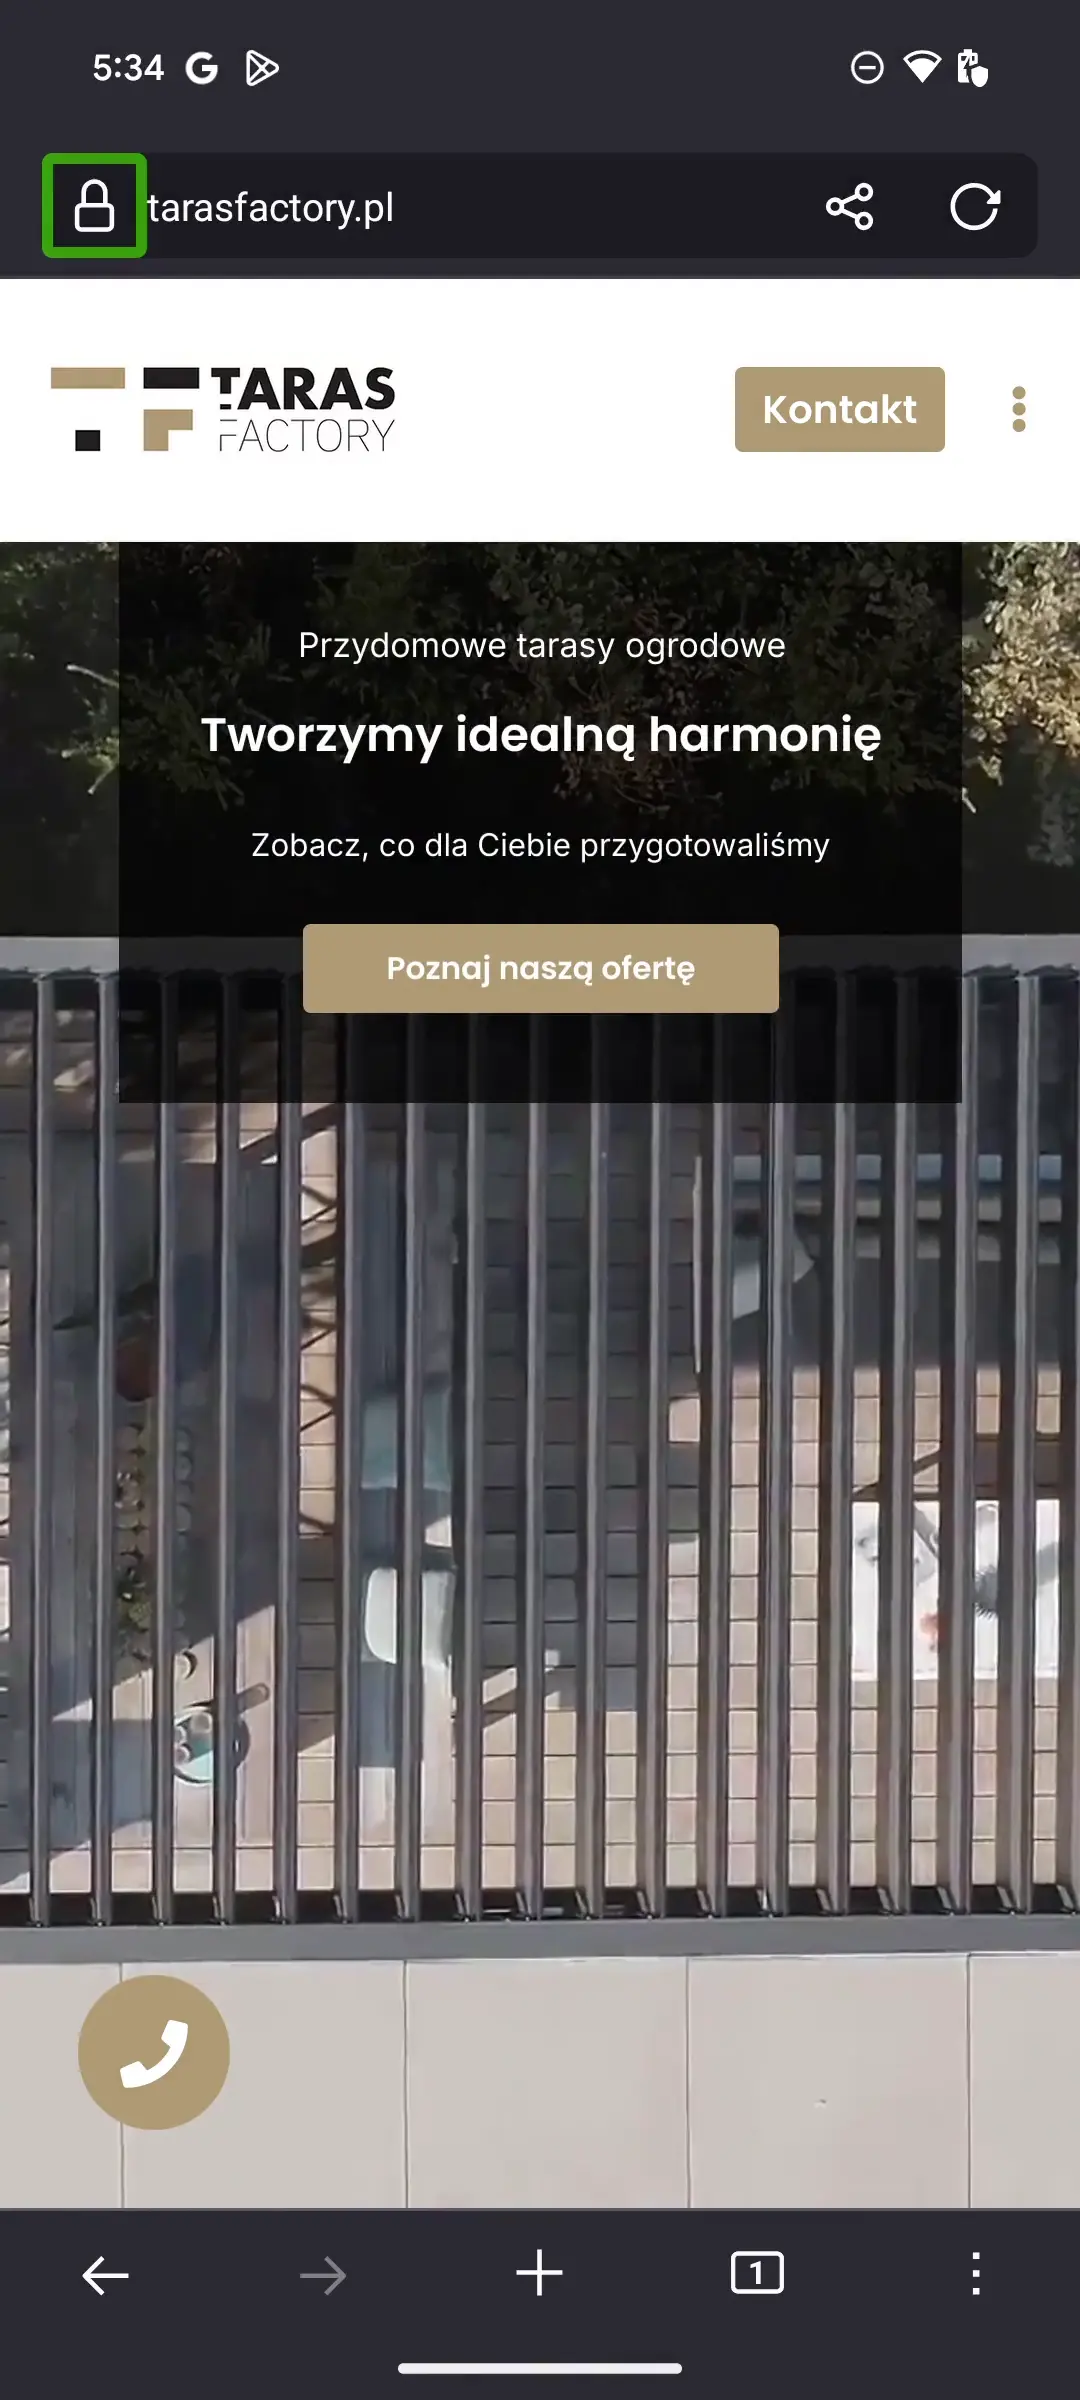 5:34
tarasfactory.pl
TARAS
FACTORY
Kontakt
Przydomowe tarasy ogrodowe
Tworzymy idealną harmonię
Zobacz, co dla Ciebie przygotowaliśmy
Poznaj naszą ofertę
1